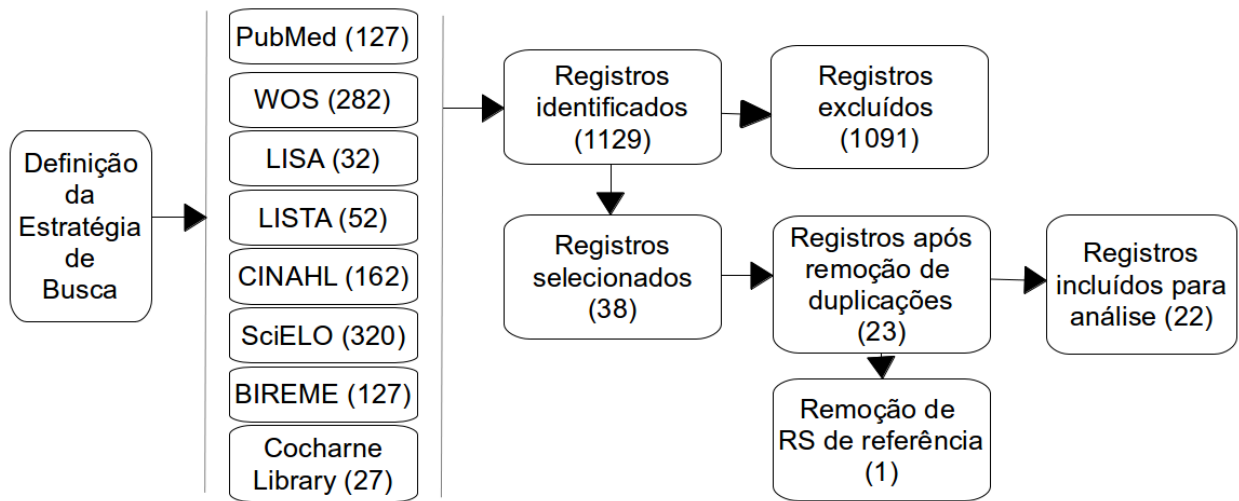 Definição
da
Estratégia
de
Busca
PubMed (127)
WOS (282)
LISA (32)
LISTA (52)
CINAHL (162)
SciELO (320)
BIREME (127)
Cocharne
Library (27)
Registros
identificados
(1129)
Registros
excluídos
(1091)
Registros
selecionados
(38)
Registros após
remoção de
duplicações
(23)
Registros
incluídos para
análise (22)
Remoção de
RS de referência
(1)